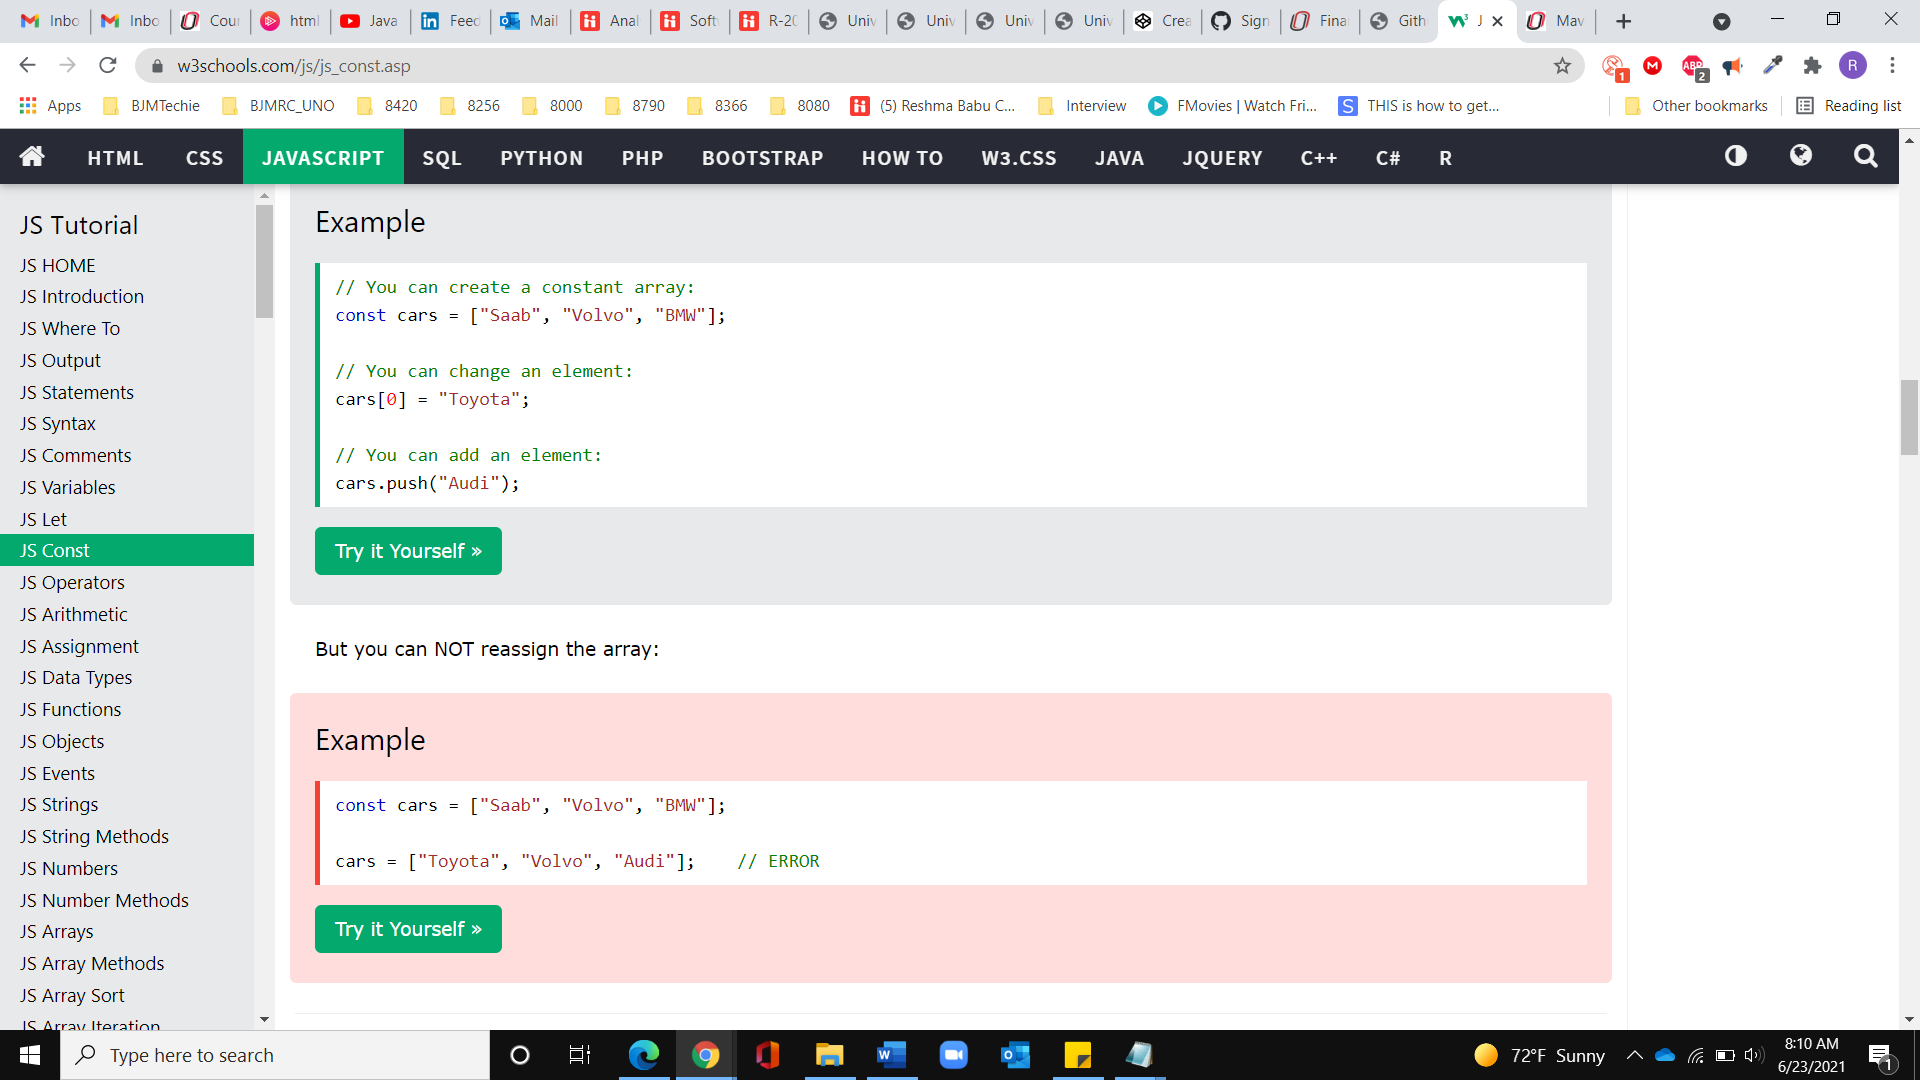 Inbo
Inbo
Cour
html
Java
Feed
Mail
Anal
Soft
R-20
Univ
Univ
Univ
Univ
Crea
Sign
Fina
Gith
J
Mav
w3schools.com/js/js_const.asp
1
M
ABP
2
R
Apps
BJMTechie
BJMRC_UNO
8420
8256
8000
8790
8366
8080
(5) Reshma Babu C...
Interview
FMovies | Watch Fri...
S
THIS is how to get...
Other bookmarks
Reading list
HTML
CSS
JAVASCRIPT
SQL
PYTHON
PHP
BOOTSTRAP
HOW TO
W3.CSS
JAVA
JQUERY
C++
C#
R
JS Tutorial
JS HOME
JS Introduction
JS Where To
JS Output
JS Statements
JS Syntax
JS Comments
JS Variables
JS Let
JS Const
JS Operators
JS Arithmetic
JS Assignment
JS Data Types
JS Functions
JS Objects
JS Events
JS Strings
JS String Methods
JS Numbers
JS Number Methods
JS Arrays
JS Array Methods
JS Array Sort
JS Array Iteration
Example
// You can create a constant array:
const cars = ["Saab", "Volvo", "BMW"];
// You can change an element:
cars[0] = "Toyota";
// You can add an element:
cars.push("Audi");
Try it Yourself »
But you can NOT reassign the array:
Example
const cars = ["Saab", "Volvo", "BMW"];
cars = ["Toyota", "Volvo", "Audi"];    // ERROR
Try it Yourself »
Type here to search
72°F Sunny
8:10 AM
6/23/2021
1